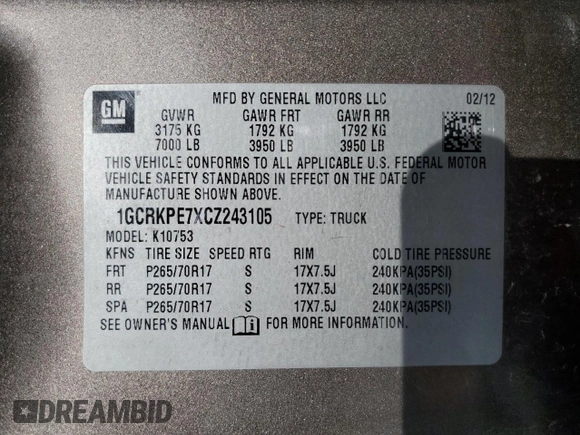 GM
MFD BY GENERAL MOTORS LLC 02/12
GVWR GAWR FRT GAWR RR
3175 KG 1792 KG 1792 KG
7000 LB 3950 LB 3950 LB
THIS VEHICLE CONFORMS TO ALL APPLICABLE U.S. FEDERAL MOTOR
VEHICLE SAFETY STANDARDS IN EFFECT ON THE DATE OF
MANUFACTURE SHOWN ABOVE.
1GCRKPE7XCZ243105 TYPE: TRUCK
MODEL: K10753
KFNS TIRE SIZE SPEED RTG RIM COLD TIRE PRESSURE
FRT P265/70R17 S 17X7.5J 240KPA(35PSI)
RR P265/70R17 S 17X7.5J 240KPA(35PSI)
SPA P265/70R17 S 17X7.5J 240KPA(35PSI)
SEE OWNER'S MANUAL i FOR MORE INFORMATION.
DREAMBID